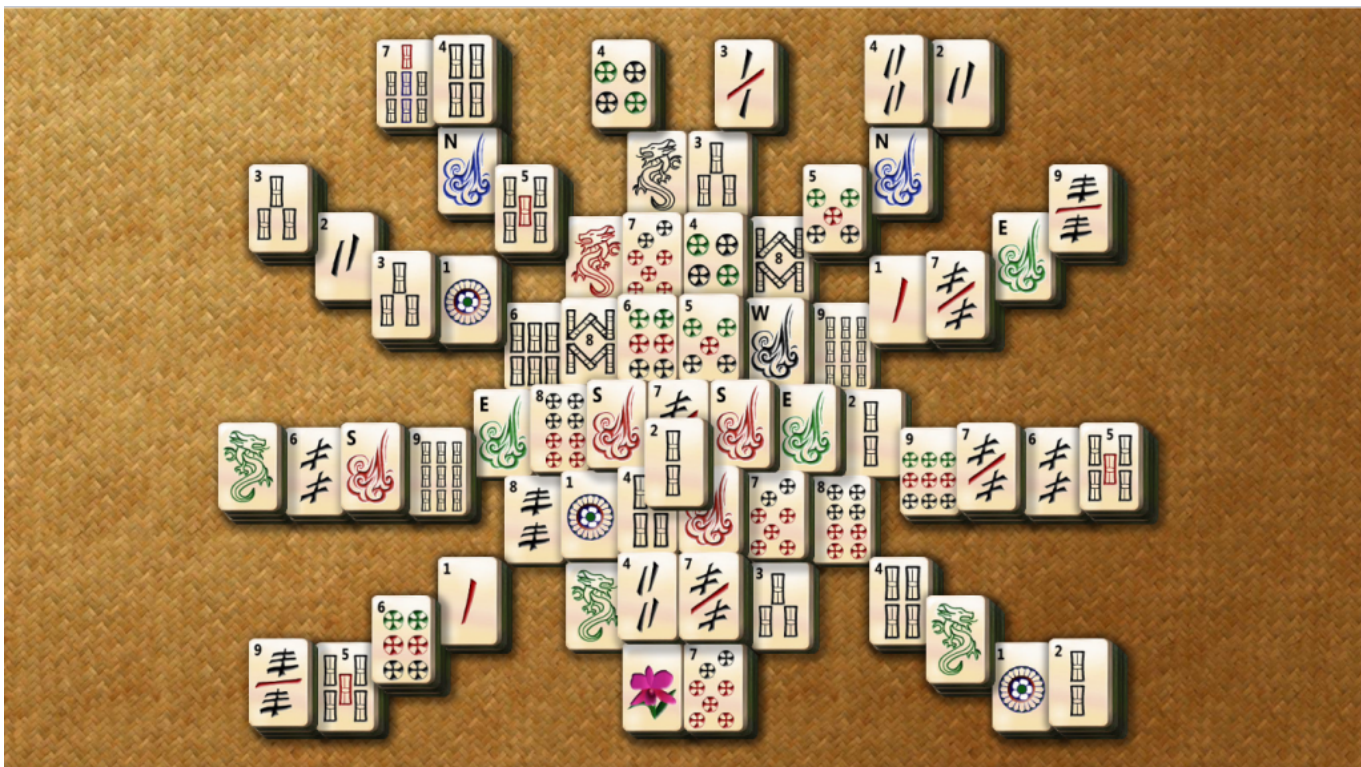 7 4 4 3 4 2
N 3 N
3 5 5 9
2 7 4 8 E
3 1 1 7
6 8 6 5 W 9
E 8 S 7 S E 2
6 S 9 2 9 7 6 5
8 1 4 7 8
1 4 7 3 4
6
9 5 7 1 2